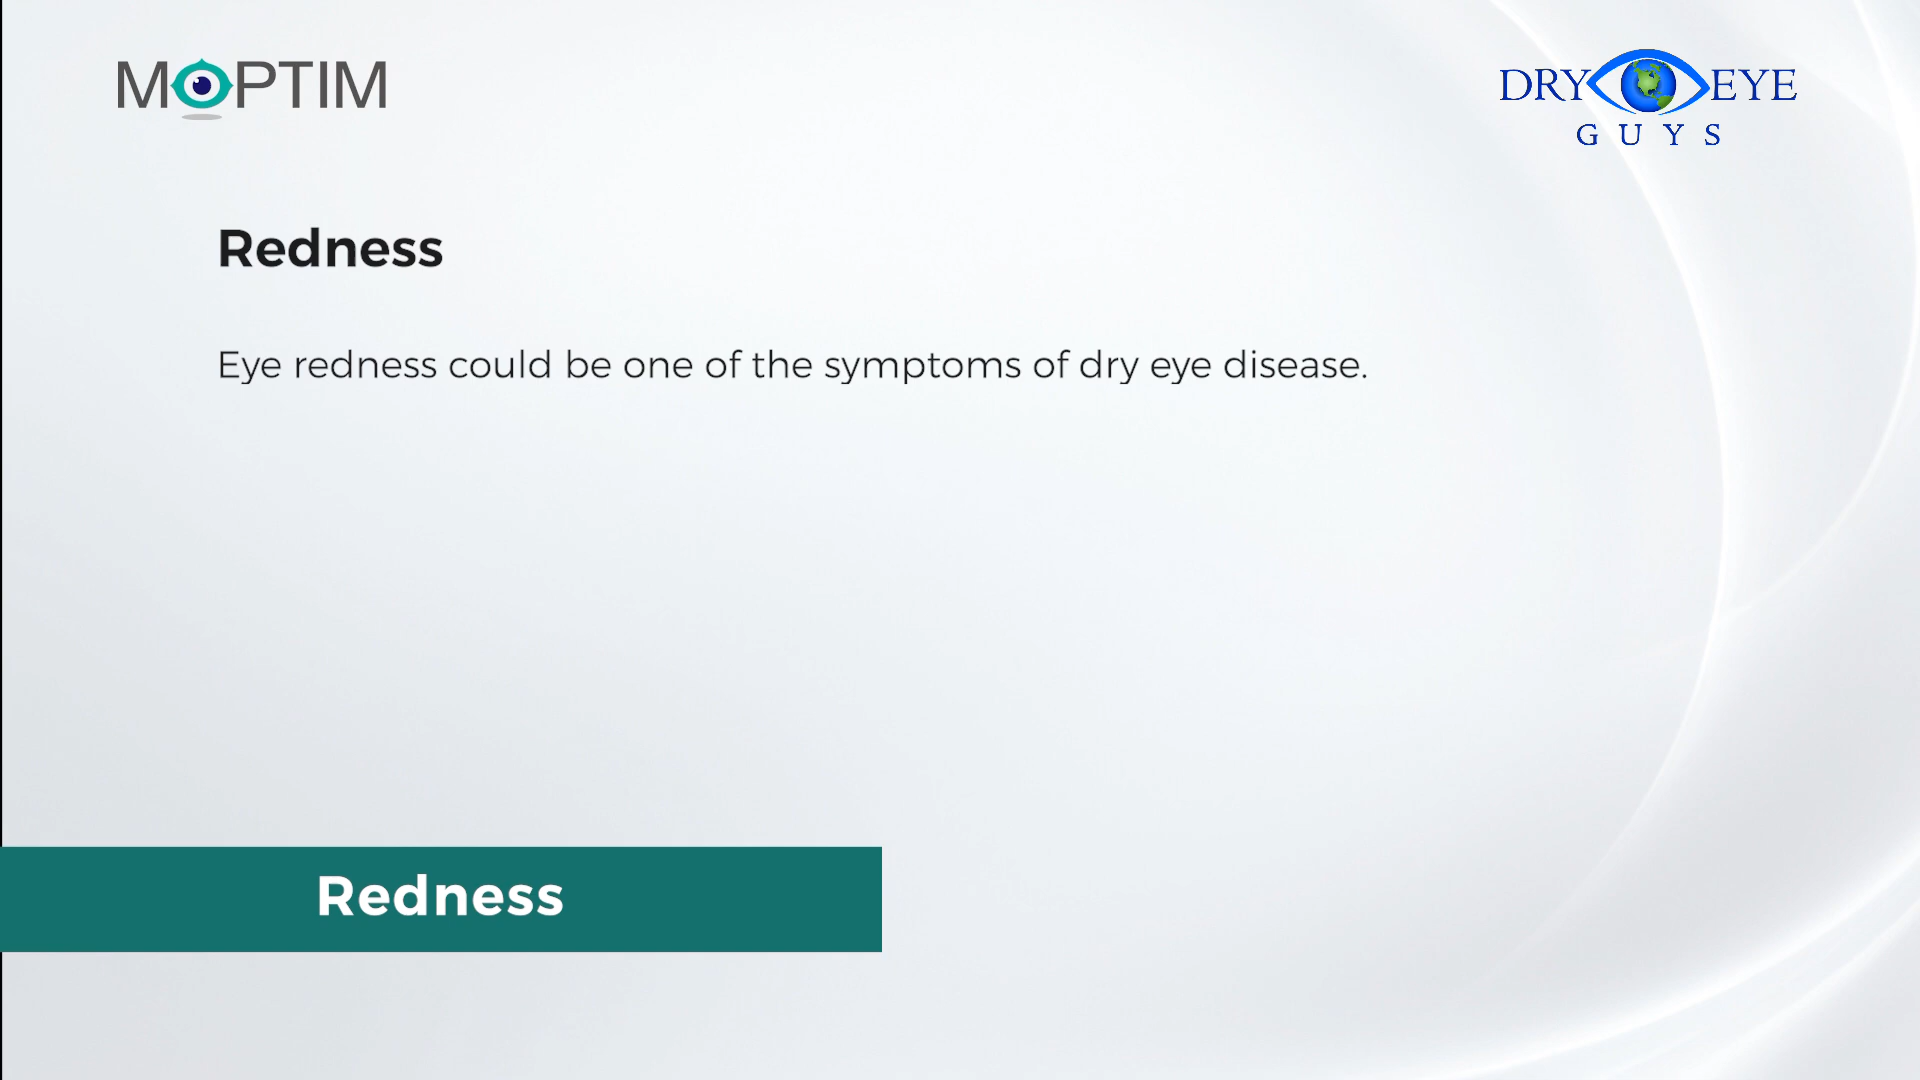 MOPTIM
DRY EYE
GUYS
Redness
Eye redness could be one of the symptoms of dry eye disease.
Redness